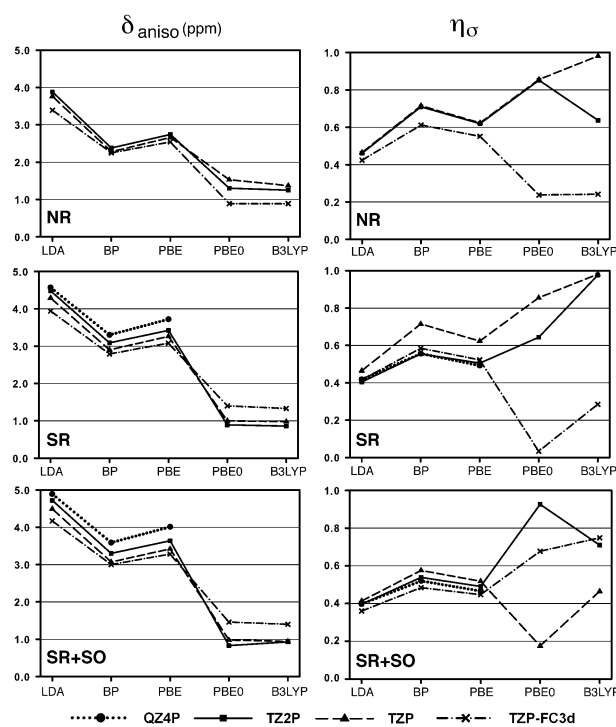 δ aniso (ppm)
ησ
5.0
4.0
3.0
2.0
1.0
0.0
NR
LDA BP PBE PBE0 B3LYP
1.0
0.8
0.6
0.4
0.2
0.0
NR
LDA BP PBE PBE0 B3LYP
5.0
4.0
3.0
2.0
1.0
0.0
SR
LDA BP PBE PBE0 B3LYP
1.0
0.8
0.6
0.4
0.2
0.0
SR
LDA BP PBE PBE0 B3LYP
5.0
4.0
3.0
2.0
1.0
0.0
SR+SO
LDA BP PBE PBE0 B3LYP
1.0
0.8
0.6
0.4
0.2
0.0
SR+SO
LDA BP PBE PBE0 B3LYP
QZ4P TZ2P TZP TZP-FC3d